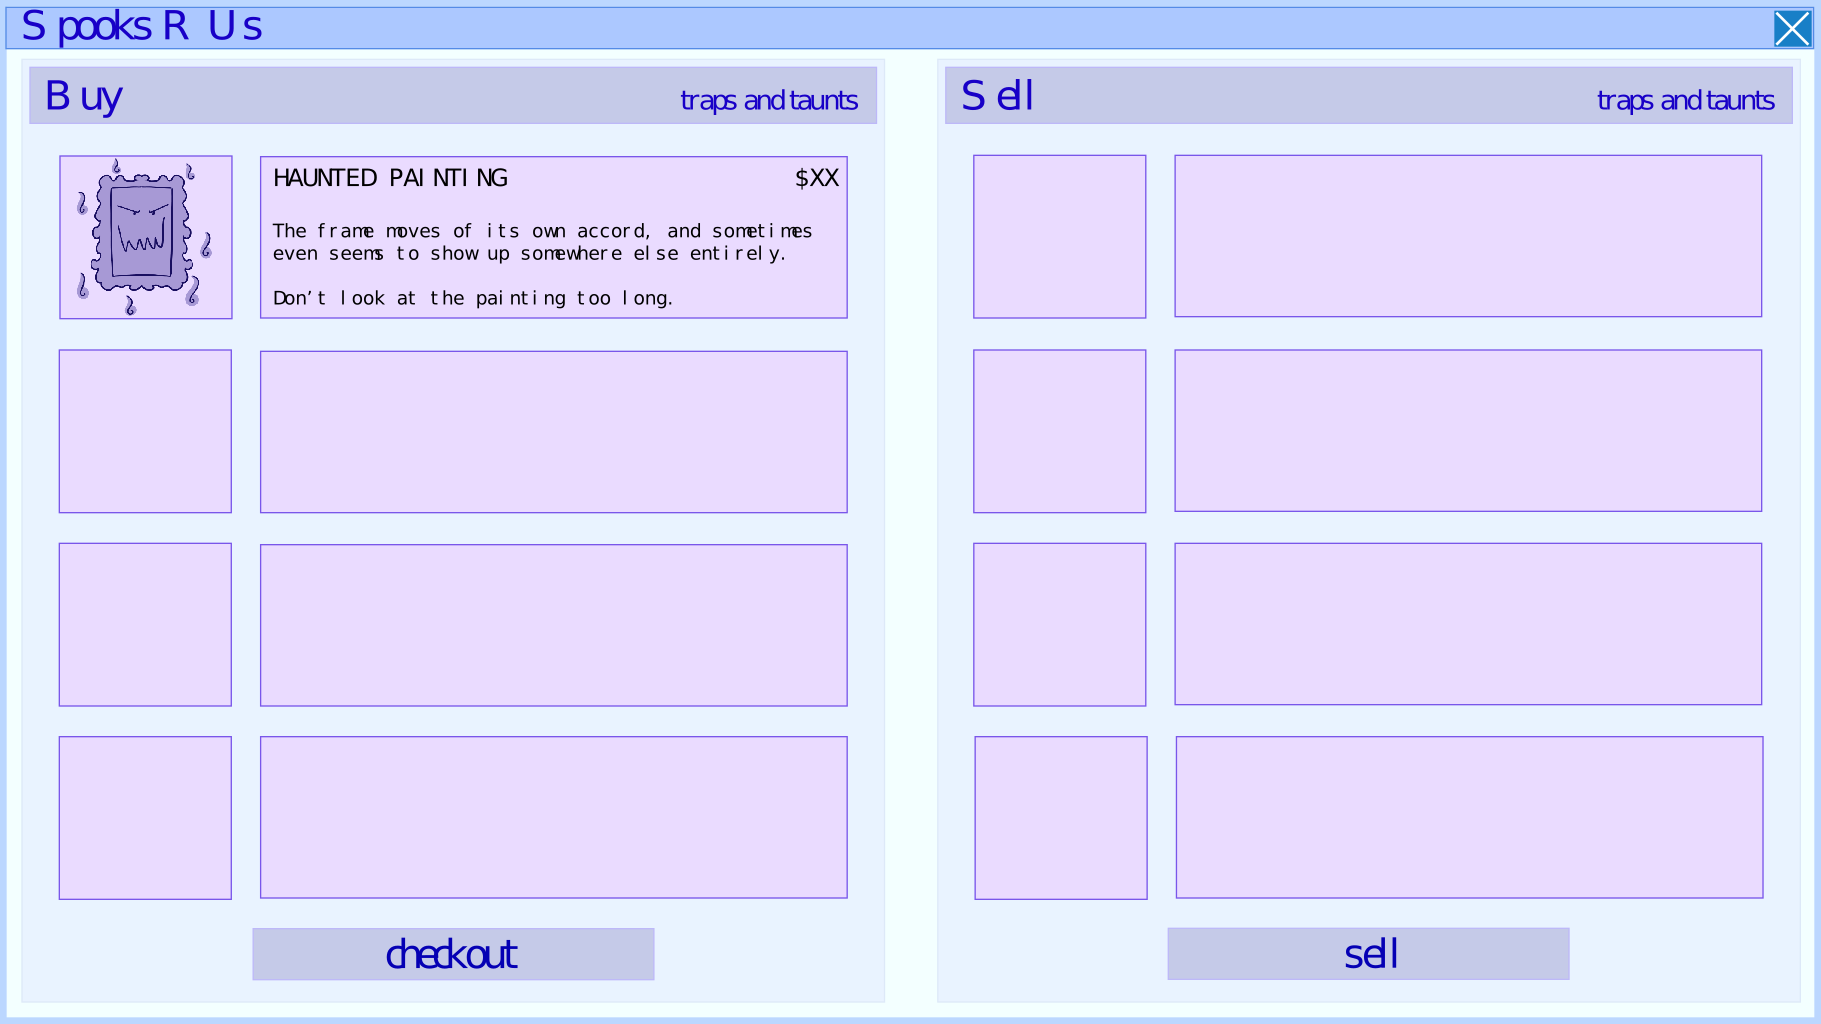 Spooks R Us
Buy
traps and taunts
HAUNTED PAINTING
$XX
The frame moves of its own accord, and sometimes
even seems to show up somewhere else entirely.
Don’t look at the painting too long.
checkout
Sell
traps and taunts
sell